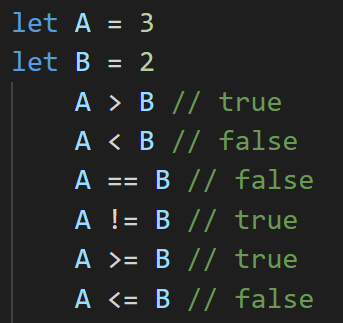 let A = 3
let B = 2
A > B // true
A < B // false
A == B // false
A != B // true
A >= B // true
A <= B // false